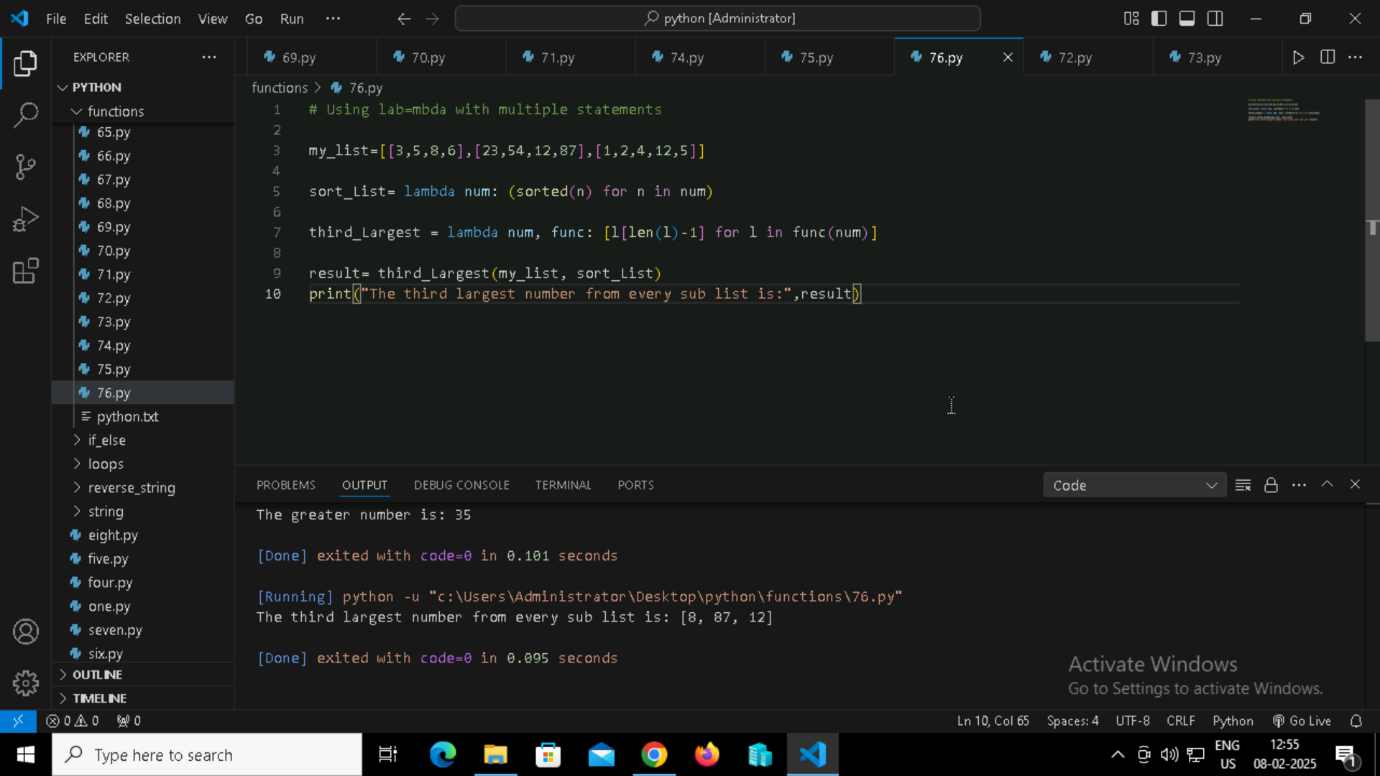 File Edit Selection View Go Run ··· python [Administrator]
EXPLORER ···
69.py 70.py 71.py 74.py 75.py 76.py 72.py 73.py
PYTHON
functions
65.py
66.py
67.py
68.py
69.py
70.py
71.py
72.py
73.py
74.py
75.py
76.py
python.txt
if_else
loops
reverse_string
string
eight.py
five.py
four.py
one.py
seven.py
six.py
OUTLINE
TIMELINE
functions > 76.py
1 # Using lab=mbda with multiple statements
2
3 my_list=[[3,5,8,6],[23,54,12,87],[1,2,4,12,5]]
4
5 sort_List= lambda num: (sorted(n) for n in num)
6
7 third_Largest = lambda num, func: [l[len(l)-1] for l in func(num)]
8
9 result= third_Largest(my_list, sort_List)
10 print("The third largest number from every sub list is:",result)
PROBLEMS OUTPUT DEBUG CONSOLE TERMINAL PORTS Code
The greater number is: 35
[Done] exited with code=0 in 0.101 seconds
[Running] python -u "c:\Users\Administrator\Desktop\python\functions\76.py"
The third largest number from every sub list is: [8, 87, 12]
[Done] exited with code=0 in 0.095 seconds
Activate Windows
Go to Settings to activate Windows.
0 0 0 Ln 10, Col 65 Spaces: 4 UTF-8 CRLF Python Go Live
Type here to search
ENG
US
12:55
08-02-2025
1